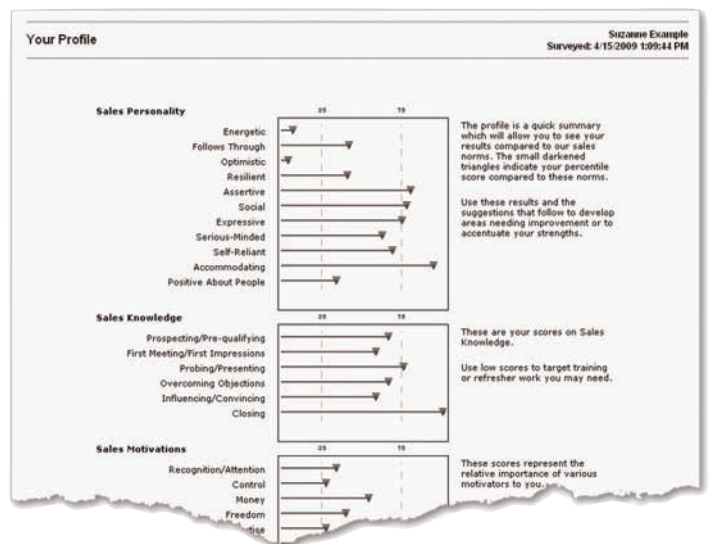 Your Profile
Suzanne Example
Surveyed: 4/15/2009 1:09:44 PM
Sales Personality
25 75
Energetic
Follows Through
Optimistic
Resilient
Assertive
Social
Expressive
Serious-Minded
Self-Reliant
Accommodating
Positive About People
The profile is a quick summary
which will allow you to see your
results compared to our sales
norms. The small darkened
triangles indicate your percentile
score compared to these norms.
Use these results and the
suggestions that follow to develop
areas needing improvement or to
accentuate your strengths.
Sales Knowledge
25 75
Prospecting/Pre-qualifying
First Meeting/First Impressions
Probing/Presenting
Overcoming Objections
Influencing/Convincing
Closing
These are your scores on Sales
Knowledge.
Use low scores to target training
or refresher work you may need.
Sales Motivations
25 75
Recognition/Attention
Control
Money
Freedom
These scores represent the
relative importance of various
motivators to you.